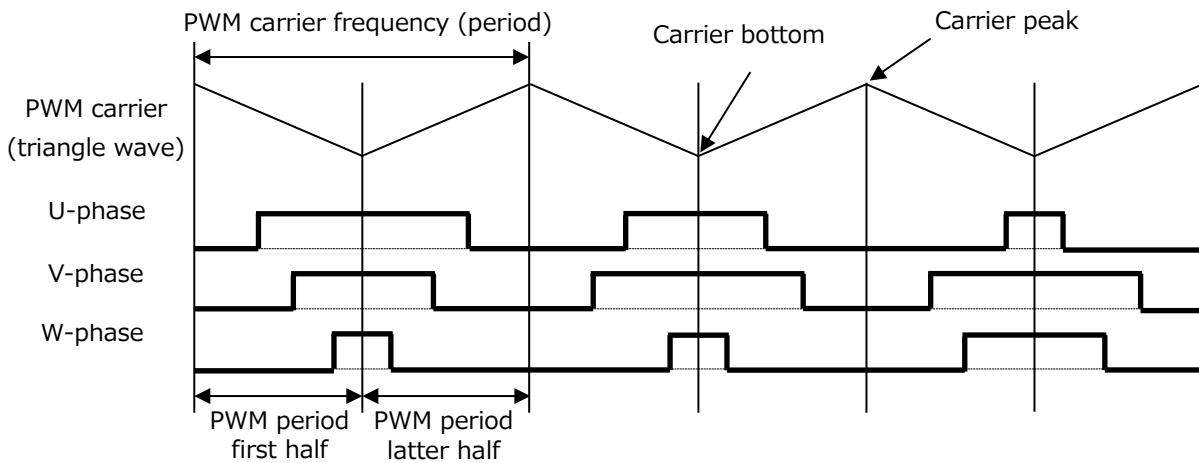 PWM carrier frequency (period)
Carrier bottom
Carrier peak
PWM carrier
(triangle wave)
U-phase
V-phase
W-phase
PWM period
first half
PWM period
latter half